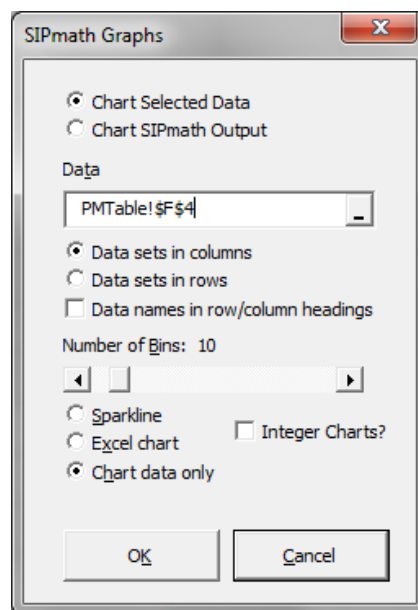 SIPmath Graphs
Chart Selected Data
Chart SIPmath Output
Data
PMTable!$F$4
Data sets in columns
Data sets in rows
Data names in row/column headings
Number of Bins: 10
Sparkline
Excel chart
Integer Charts?
Chart data only
OK
Cancel